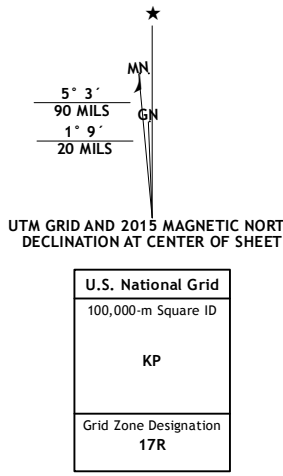 ★
MN
GN
5° 3´
90 MILS
1° 9´
20 MILS
UTM GRID AND 2015 MAGNETIC NORT
DECLINATION AT CENTER OF SHEET
U.S. National Grid
100,000-m Square ID
KP
Grid Zone Designation
17R